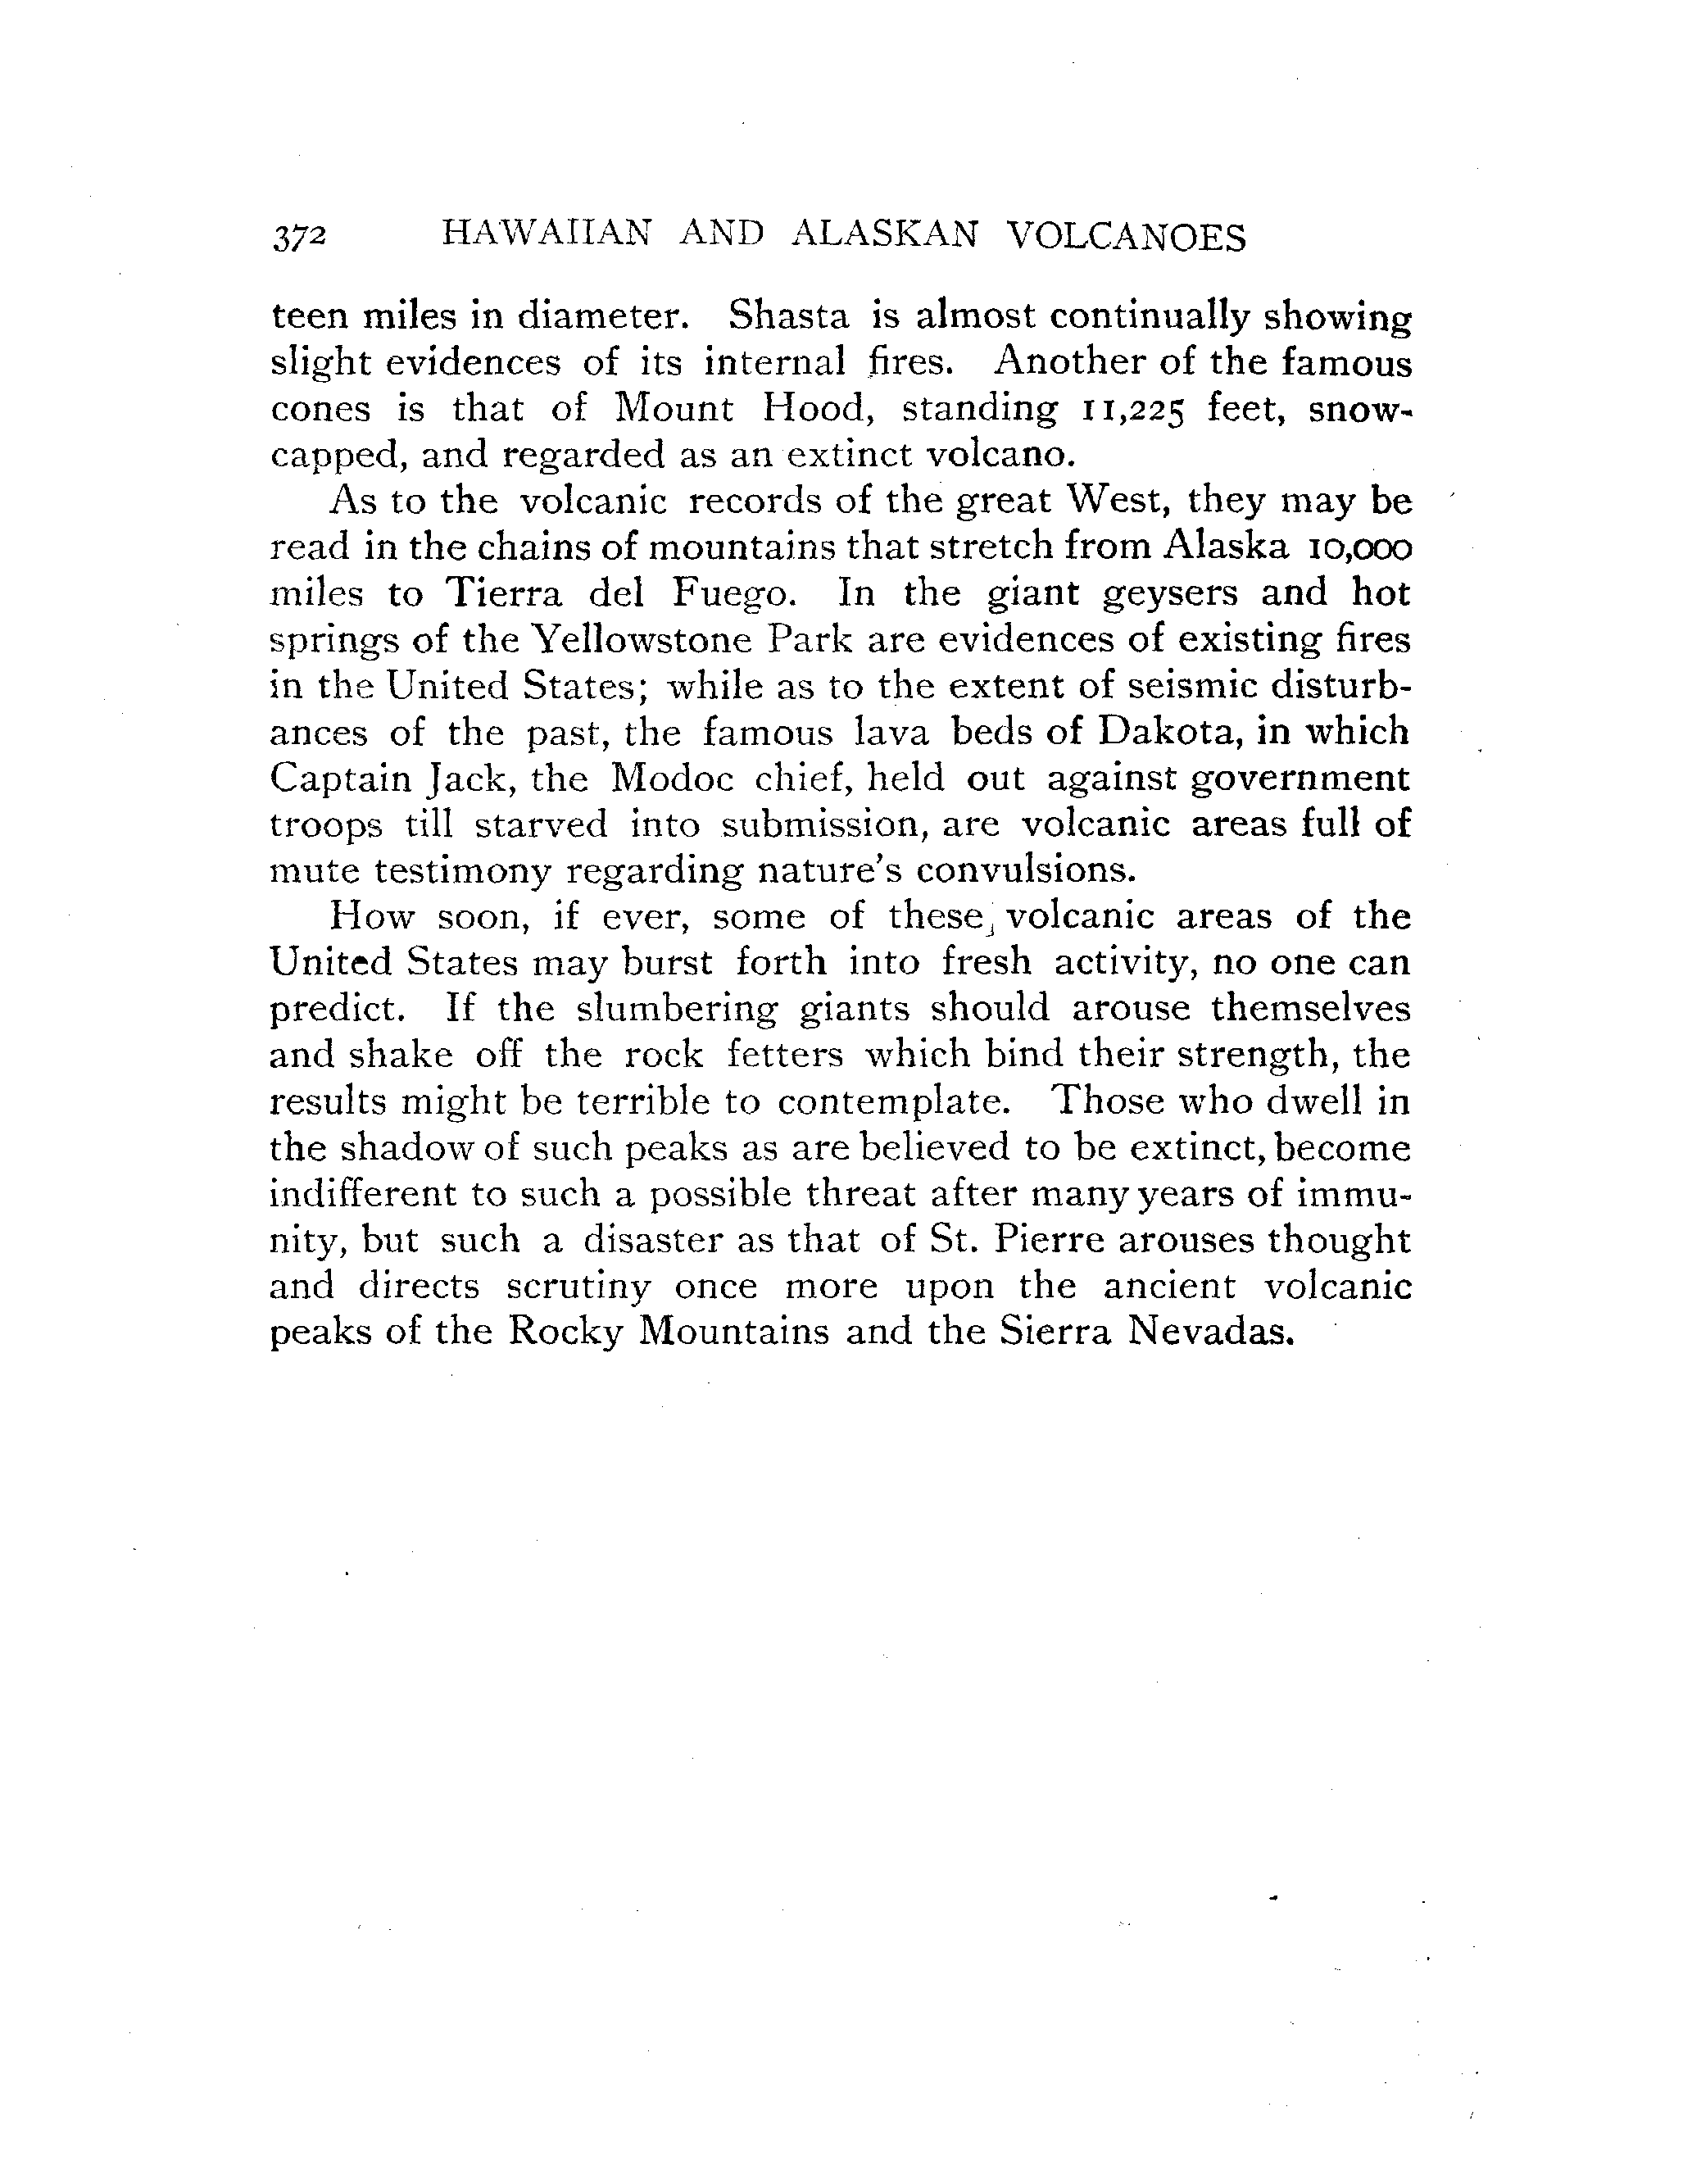 372 HAWAIIAN AND ALASKAN VOLCANOES
teen miles in diameter. Shasta is almost continually showing
slight evidences of its internal fires. Another of the famous
cones is that of Mount Hood, standing 11,225 feet, snow-
capped, and regarded as an extinct volcano.
As to the volcanic records of the great West, they may be
read in the chains of mountains that stretch from Alaska 10,000
miles to Tierra del Fuego. In the giant geysers and hot
springs of the Yellowstone Park are evidences of existing fires
in the United States; while as to the extent of seismic disturb-
ances of the past, the famous lava beds of Dakota, in which
Captain Jack, the Modoc chief, held out against government
troops till starved into submission, are volcanic areas full of
mute testimony regarding nature's convulsions.
How soon, if ever, some of these volcanic areas of the
United States may burst forth into fresh activity, no one can
predict. If the slumbering giants should arouse themselves
and shake off the rock fetters which bind their strength, the
results might be terrible to contemplate. Those who dwell in
the shadow of such peaks as are believed to be extinct, become
indifferent to such a possible threat after many years of immu-
nity, but such a disaster as that of St. Pierre arouses thought
and directs scrutiny once more upon the ancient volcanic
peaks of the Rocky Mountains and the Sierra Nevadas.